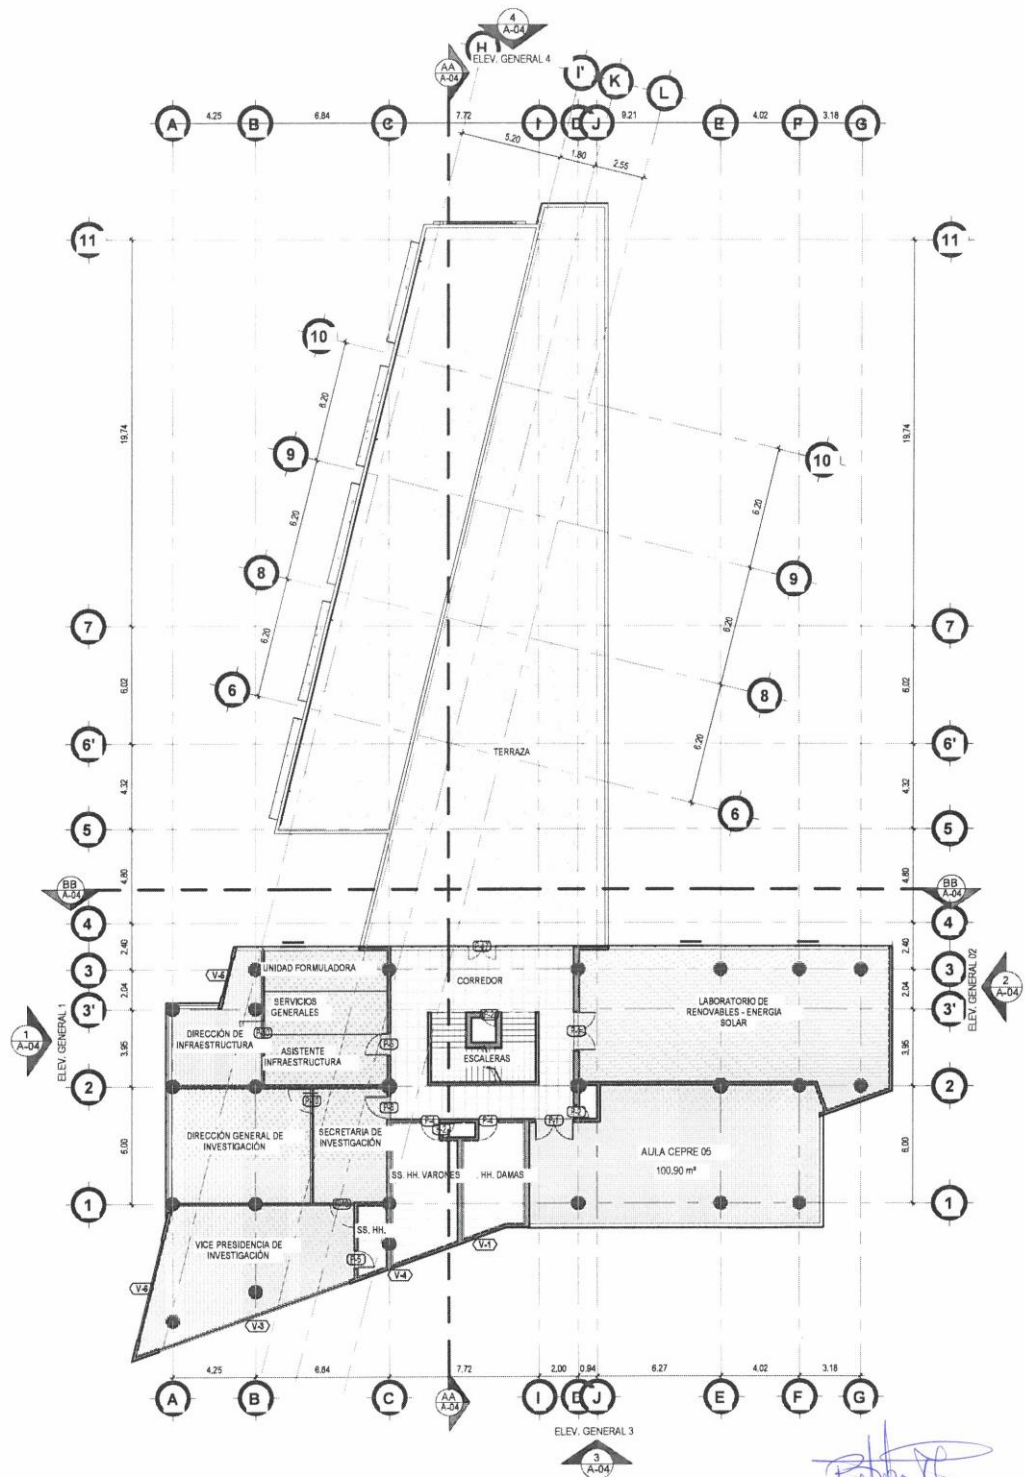 4
A-04
ELEV. GENERAL 4
H
I'
K
L
AA
A-04
A
4.25
B
6.84
C
7.72
I
D
J
9.21
E
4.02
F
3.18
G
5.20
1.80
2.55
11
11
10
6.20
19.74
19.74
9
10
6.20
6.20
8
9
7
7
6.20
6.20
6
8
6.02
6.02
6'
TERRAZA
6'
6.20
4.32
4.32
6
5
5
4.80
4.80
BB
A-04
BB
A-04
4
4
2.40
2.40
UNIDAD FORMULADORA
CORREDOR
3
3
V-6
2.04
2.04
SERVICIOS
GENERALES
LABORATORIO DE
RENOVABLES - ENERGIA
SOLAR
3'
3'
1
A-04
ELEV. GENERAL 1
2
A-04
ELEV. GENERAL 02
DIRECCIÓN DE
INFRAESTRUCTURA
ASISTENTE
INFRAESTRUCTURA
ESCALERAS
3.95
3.95
2
2
DIRECCIÓN GENERAL DE
INVESTIGACIÓN
SECRETARIA DE
INVESTIGACIÓN
P-4
P-4
6.00
6.00
AULA CEPRE 05
100.90 m²
SS. HH. VARONES
HH. DAMAS
1
1
SS. HH.
VICE PRESIDENCIA DE
INVESTIGACIÓN
V-1
P-5
V-4
V-6
V-3
4.25
6.84
7.72
2.00
0.94
6.27
4.02
3.18
A
B
C
AA
A-04
I
D
J
E
F
G
ELEV. GENERAL 3
3
A-04